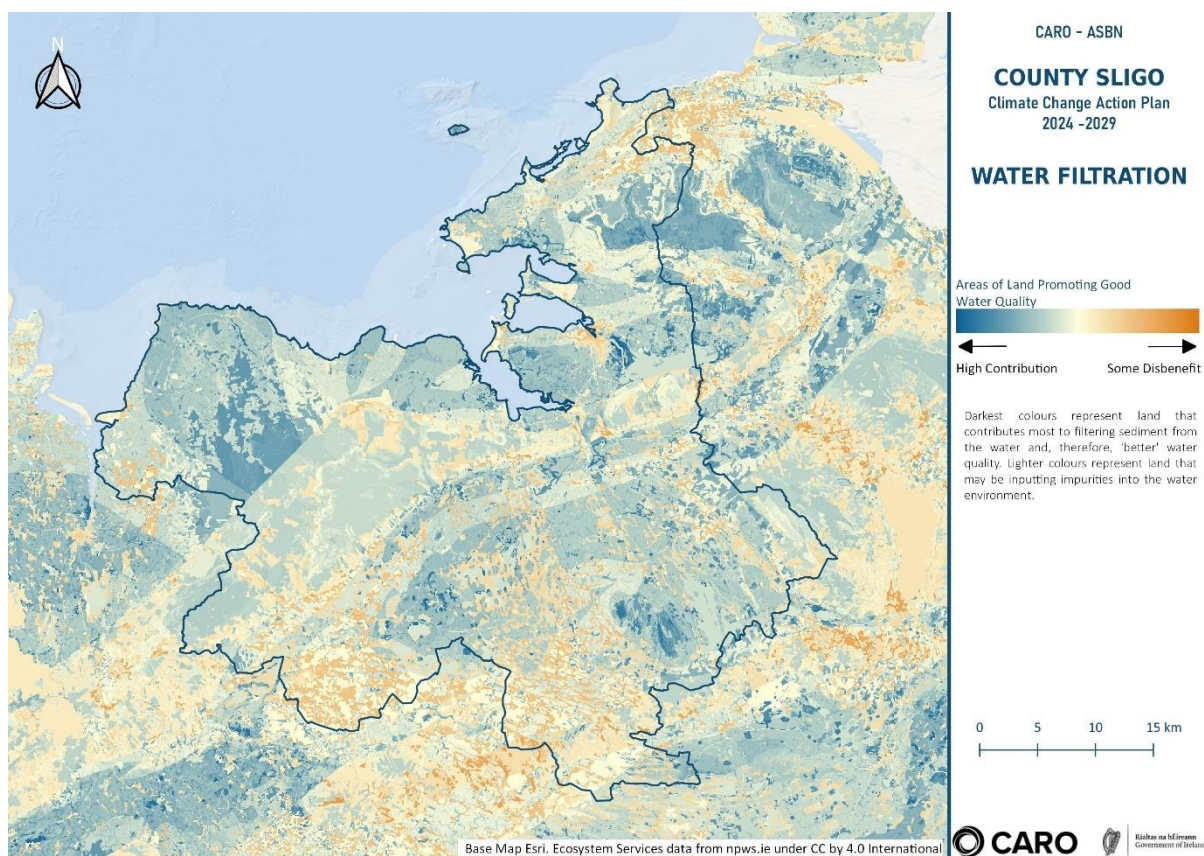 N
CARO - ASBN
COUNTY SLIGO
Climate Change Action Plan
2024 -2029
WATER FILTRATION
Areas of Land Promoting Good
Water Quality
High Contribution Some Disbenefit
Darkest colours represent land that
contributes most to filtering sediment from
the water and, therefore, 'better' water
quality. Lighter colours represent land that
may be inputting impurities into the water
environment.
0 5 10 15 km
Base Map Esri. Ecosystem Services data from npws.ie under CC by 4.0 International
CARO
Rialtas na hÉireann
Government of Ireland